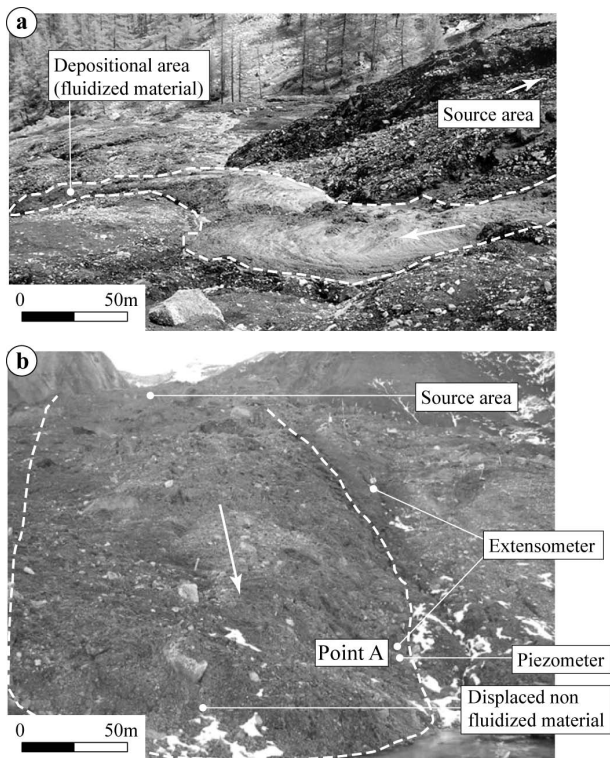 a
Depositional area
(fluidized material)
Source area
0 50m
b
Source area
Extensometer
Point A
Piezometer
Displaced non
fluidized material
0 50m